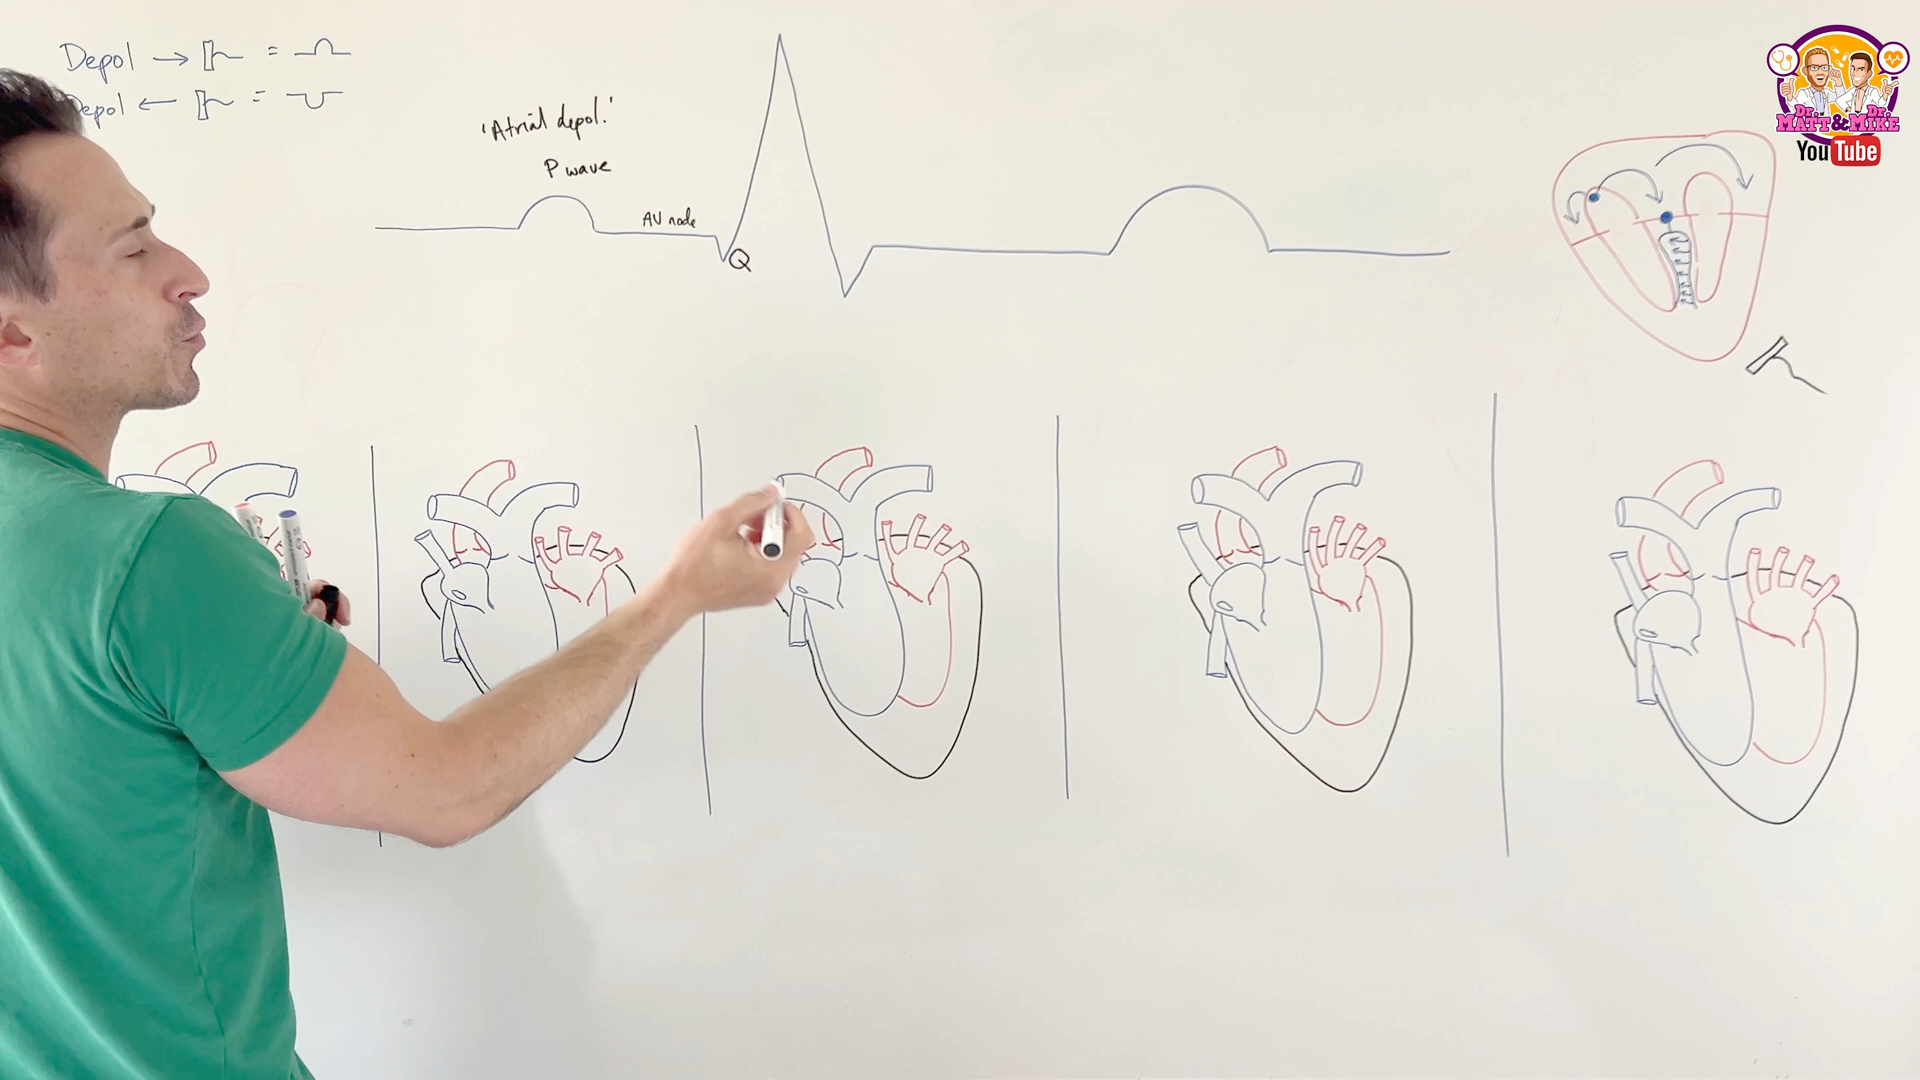 Depol → =
Depol ← =
'Atrial depol.'
P wave
AV node
Q
Dr. Dr.
MATT & MIKE
YouTube